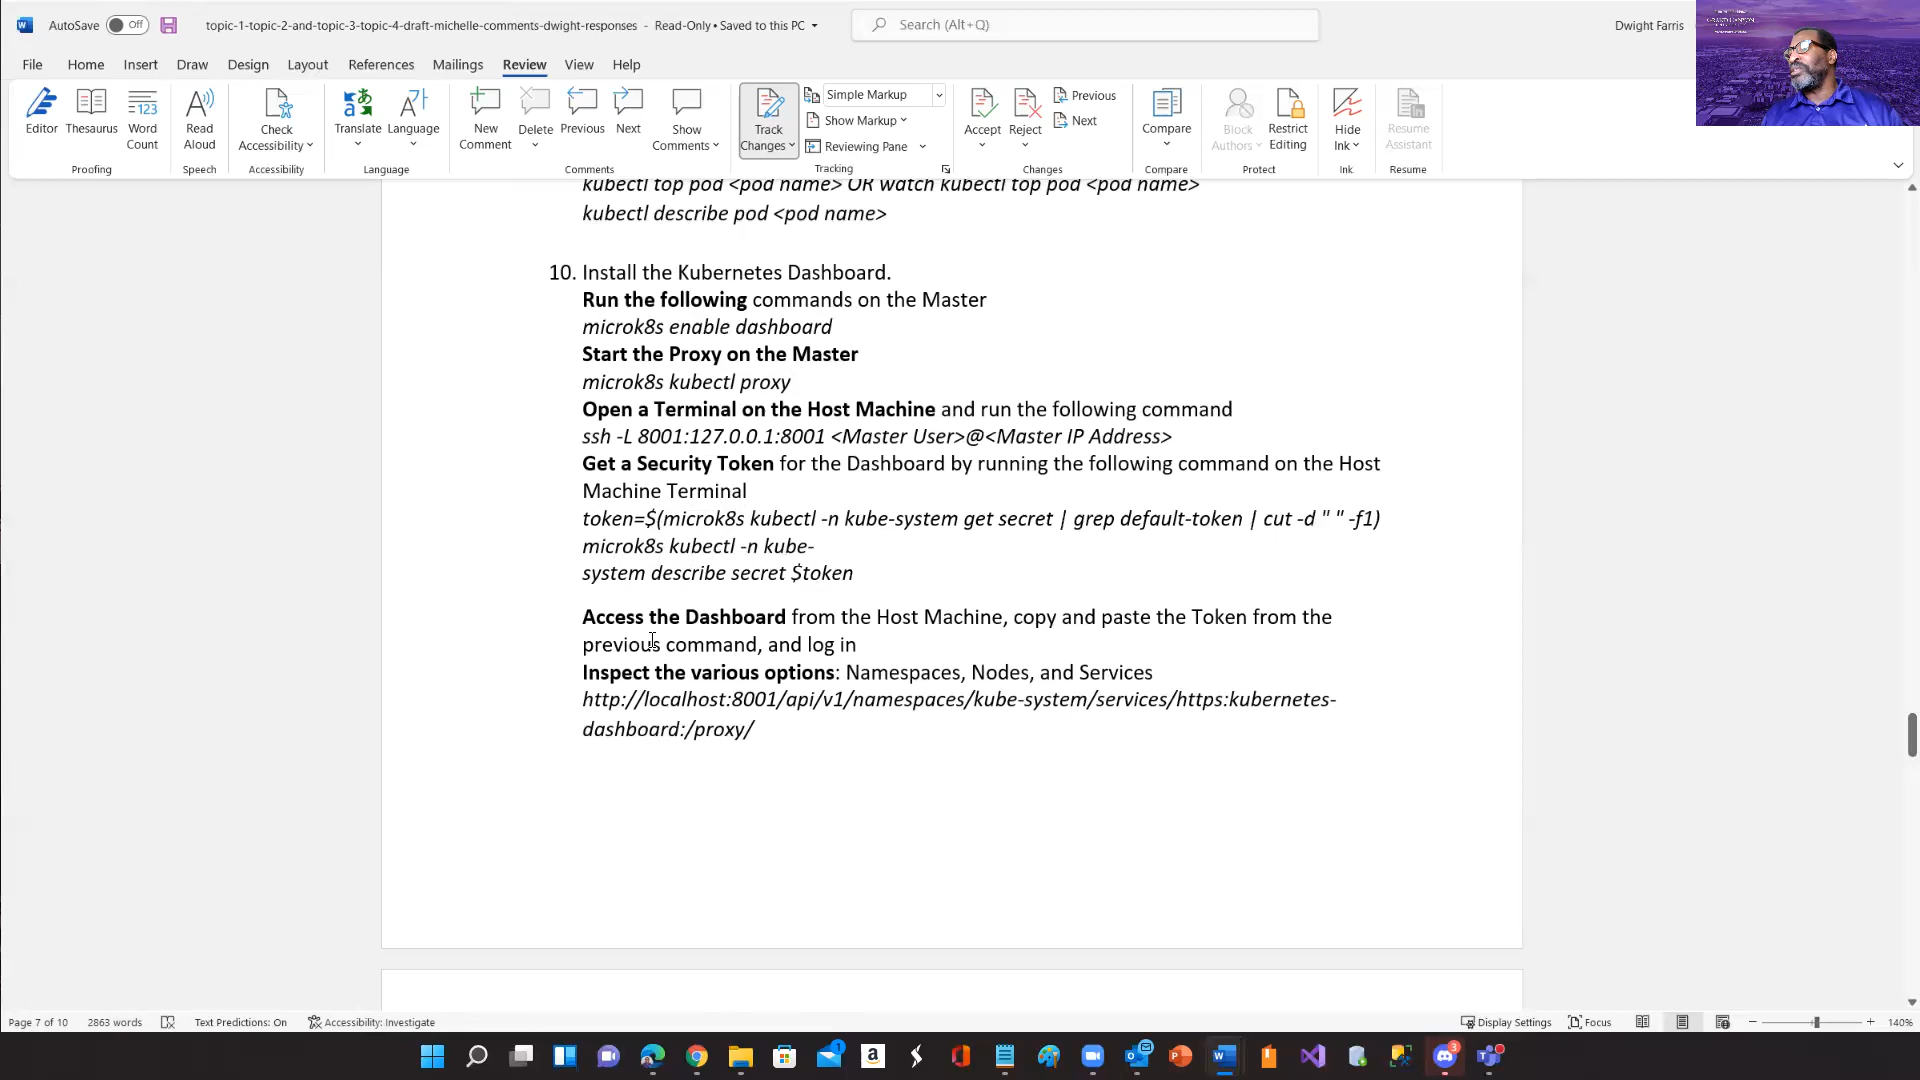 AutoSave Off topic-1-topic-2-and-topic-3-topic-4-draft-michelle-comments-dwight-responses - Read-Only • Saved to this PC Search (Alt+Q) Dwight Farris
File Home Insert Draw Design Layout References Mailings Review View Help
Editor Thesaurus Word Count Read Aloud Check Accessibility Translate Language New Comment Delete Previous Next Show Comments Track Changes Simple Markup Show Markup Reviewing Pane Accept Reject Previous Next Compare Block Authors Restrict Editing Hide Ink Resume Assistant
Proofing Speech Accessibility Language Comments Tracking Changes Compare Protect Ink Resume
kubectl top pod <pod name> OR watch kubectl top pod <pod name>
kubectl describe pod <pod name>
10. Install the Kubernetes Dashboard.
Run the following commands on the Master
microk8s enable dashboard
Start the Proxy on the Master
microk8s kubectl proxy
Open a Terminal on the Host Machine and run the following command
ssh -L 8001:127.0.0.1:8001 <Master User>@<Master IP Address>
Get a Security Token for the Dashboard by running the following command on the Host
Machine Terminal
token=$(microk8s kubectl -n kube-system get secret | grep default-token | cut -d " " -f1)
microk8s kubectl -n kube-
system describe secret $token
Access the Dashboard from the Host Machine, copy and paste the Token from the
previous command, and log in
Inspect the various options: Namespaces, Nodes, and Services
http://localhost:8001/api/v1/namespaces/kube-system/services/https:kubernetes-
dashboard:/proxy/
Page 7 of 10 2863 words Text Predictions: On Accessibility: Investigate Display Settings Focus 140%